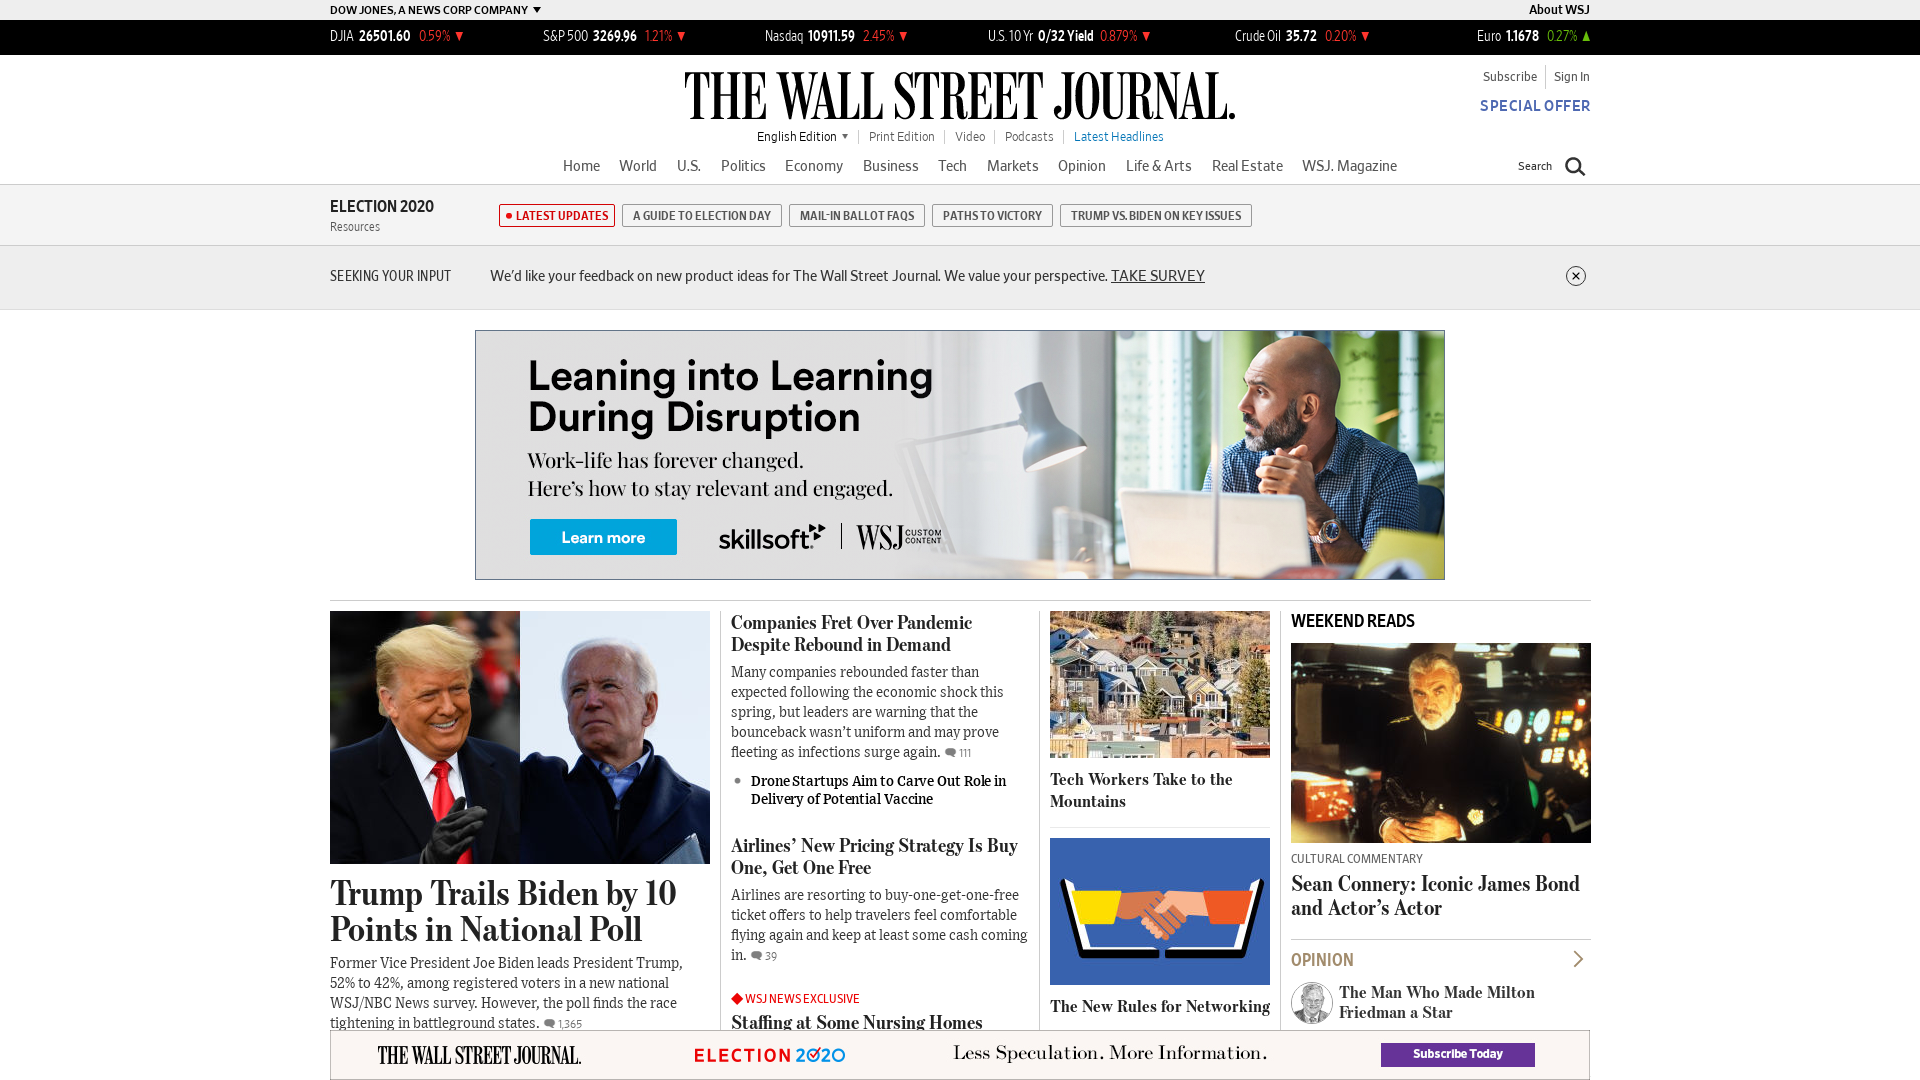 DOW JONES, A NEWS CORP COMPANY
About WSJ
DJIA 26501.60 0.59%
S&P 500 3269.96 1.21%
Nasdaq 10911.59 2.45%
U.S. 10 Yr 0/32 Yield 0.879%
Crude Oil 35.72 0.20%
Euro 1.1678 0.27%
THE WALL STREET JOURNAL.
Subscribe
Sign In
SPECIAL OFFER
English Edition
Print Edition
Video
Podcasts
Latest Headlines
Home
World
U.S.
Politics
Economy
Business
Tech
Markets
Opinion
Life & Arts
Real Estate
WSJ. Magazine
Search
ELECTION 2020
Resources
LATEST UPDATES
A GUIDE TO ELECTION DAY
MAIL-IN BALLOT FAQS
PATHS TO VICTORY
TRUMP VS. BIDEN ON KEY ISSUES
SEEKING YOUR INPUT
We’d like your feedback on new product ideas for The Wall Street Journal. We value your perspective. TAKE SURVEY
Leaning into Learning
During Disruption
Work-life has forever changed.
Here’s how to stay relevant and engaged.
Learn more
skillsoft
WSJ CUSTOM CONTENT
Trump Trails Biden by 10
Points in National Poll
Former Vice President Joe Biden leads President Trump,
52% to 42%, among registered voters in a new national
WSJ/NBC News survey. However, the poll finds the race
tightening in battleground states. 1,365
Companies Fret Over Pandemic
Despite Rebound in Demand
Many companies rebounded faster than
expected following the economic shock this
spring, but leaders are warning that the
bounceback wasn’t uniform and may prove
fleeting as infections surge again. 111
Drone Startups Aim to Carve Out Role in
Delivery of Potential Vaccine
Airlines’ New Pricing Strategy Is Buy
One, Get One Free
Airlines are resorting to buy-one-get-one-free
ticket offers to help travelers feel comfortable
flying again and keep at least some cash coming
in. 39
WSJ NEWS EXCLUSIVE
Staffing at Some Nursing Homes
Tech Workers Take to the
Mountains
The New Rules for Networking
WEEKEND READS
CULTURAL COMMENTARY
Sean Connery: Iconic James Bond
and Actor’s Actor
OPINION
The Man Who Made Milton
Friedman a Star
THE WALL STREET JOURNAL.
ELECTION 2020
Less Speculation. More Information.
Subscribe Today